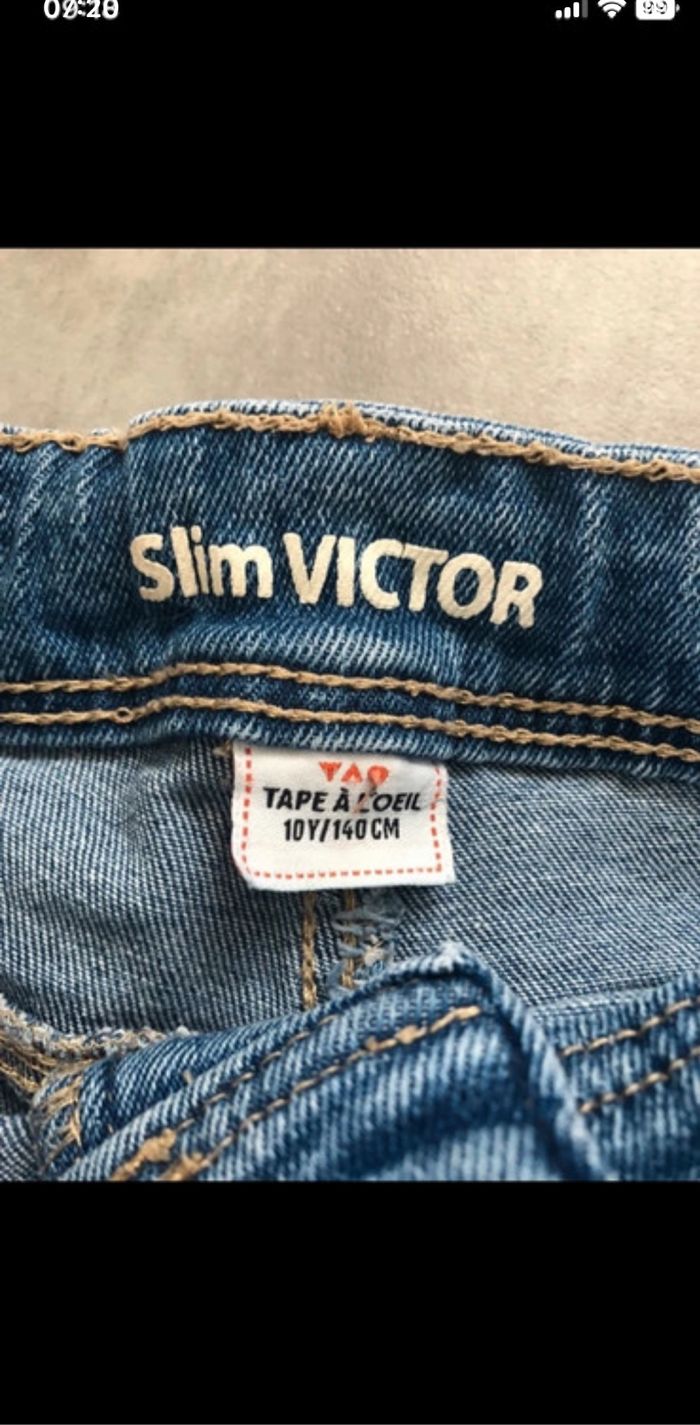 Slim VICTOR
TAO
TAPE À L'OEIL
10Y/140CM